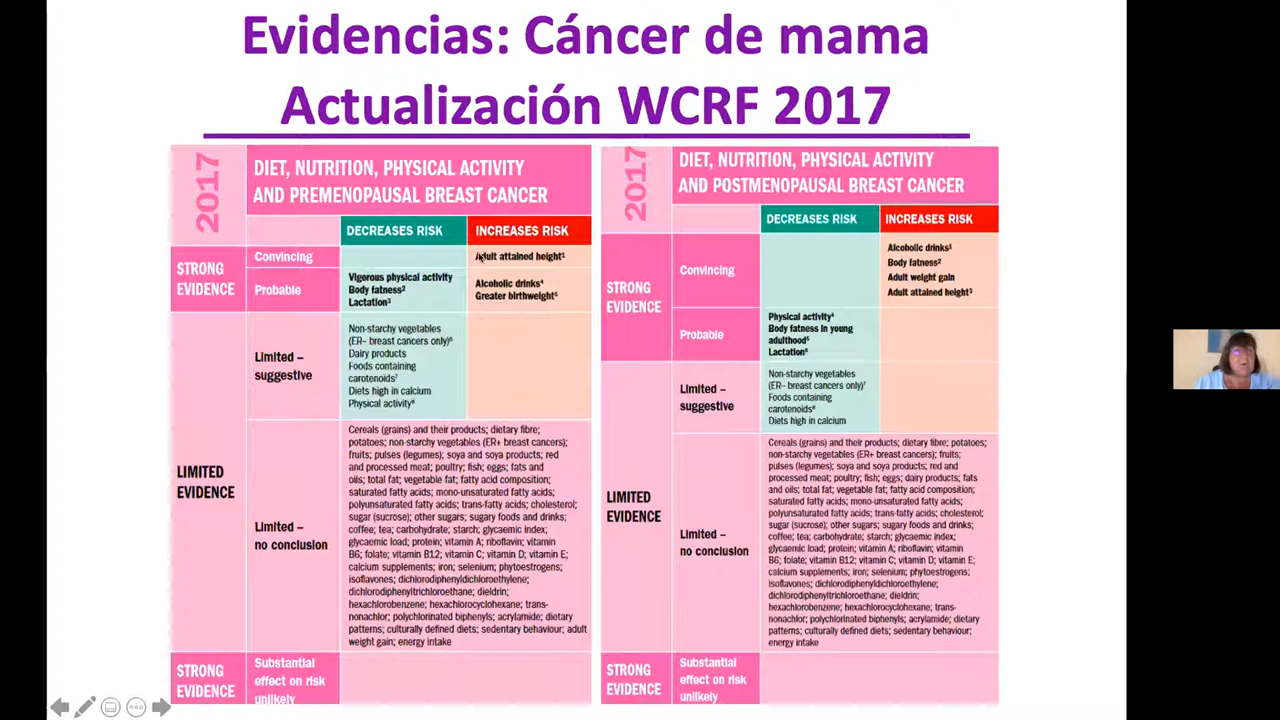 Evidencias: Cáncer de mama
Actualización WCRF 2017
2017
DIET, NUTRITION, PHYSICAL ACTIVITY
AND PREMENOPAUSAL BREAST CANCER
DECREASES RISK
INCREASES RISK
STRONG
EVIDENCE
Convincing
Adult attained height¹
Probable
Vigorous physical activity
Body fatness²
Lactation³
Alcoholic drinks⁴
Greater birthweight⁵
LIMITED
EVIDENCE
Limited –
suggestive
Non-starchy vegetables
(ER– breast cancers only)⁶
Dairy products
Foods containing
carotenoids⁷
Diets high in calcium
Physical activity⁸
Limited –
no conclusion
Cereals (grains) and their products; dietary fibre;
potatoes; non-starchy vegetables (ER+ breast cancers);
fruits; pulses (legumes); soya and soya products; red
and processed meat; poultry; fish; eggs; fats and
oils; total fat; vegetable fat; fatty acid composition;
saturated fatty acids; mono-unsaturated fatty acids;
polyunsaturated fatty acids; trans-fatty acids; cholesterol;
sugar (sucrose); other sugars; sugary foods and drinks;
coffee; tea; carbohydrate; starch; glycaemic index;
glycaemic load; protein; vitamin A; riboflavin; vitamin
B6; folate; vitamin B12; vitamin C; vitamin D; vitamin E;
calcium supplements; iron; selenium; phytoestrogens;
isoflavones; dichlorodiphenyldichloroethylene;
dichlorodiphenyltrichloroethane; dieldrin;
hexachlorobenzene; hexachlorocyclohexane; trans-
nonachlor; polychlorinated biphenyls; acrylamide; dietary
patterns; culturally defined diets; sedentary behaviour; adult
weight gain; energy intake
STRONG
EVIDENCE
Substantial
effect on risk
unlikely
2017
DIET, NUTRITION, PHYSICAL ACTIVITY
AND POSTMENOPAUSAL BREAST CANCER
DECREASES RISK
INCREASES RISK
STRONG
EVIDENCE
Convincing
Alcoholic drinks¹
Body fatness²
Adult weight gain
Adult attained height³
Probable
Physical activity⁴
Body fatness in young
adulthood⁵
Lactation⁶
LIMITED
EVIDENCE
Limited –
suggestive
Non-starchy vegetables
(ER– breast cancers only)⁷
Foods containing
carotenoids⁸
Diets high in calcium
Limited –
no conclusion
Cereals (grains) and their products; dietary fibre; potatoes;
non-starchy vegetables (ER+ breast cancers); fruits;
pulses (legumes); soya and soya products; red and
processed meat; poultry; fish; eggs; dairy products; fats
and oils; total fat; vegetable fat; fatty acid composition;
saturated fatty acids; mono-unsaturated fatty acids;
polyunsaturated fatty acids; trans-fatty acids; cholesterol;
sugar (sucrose); other sugars; sugary foods and drinks;
coffee; tea; carbohydrate; starch; glycaemic index;
glycaemic load; protein; vitamin A; riboflavin; vitamin
B6; folate; vitamin B12; vitamin C; vitamin D; vitamin E;
calcium supplements; iron; selenium; phytoestrogens;
isoflavones; dichlorodiphenyldichloroethylene;
dichlorodiphenyltrichloroethane; dieldrin;
hexachlorobenzene; hexachlorocyclohexane; trans-
nonachlor; polychlorinated biphenyls; acrylamide; dietary
patterns; culturally defined diets; sedentary behaviour;
energy intake
STRONG
EVIDENCE
Substantial
effect on risk
unlikely